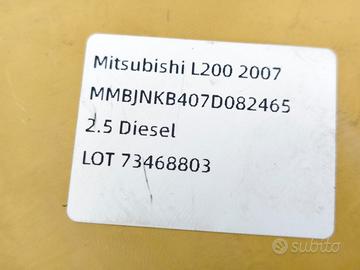 Mitsubishi L200 2007
MMBJNKB407D082465
2.5 Diesel
LOT 73468803
subito